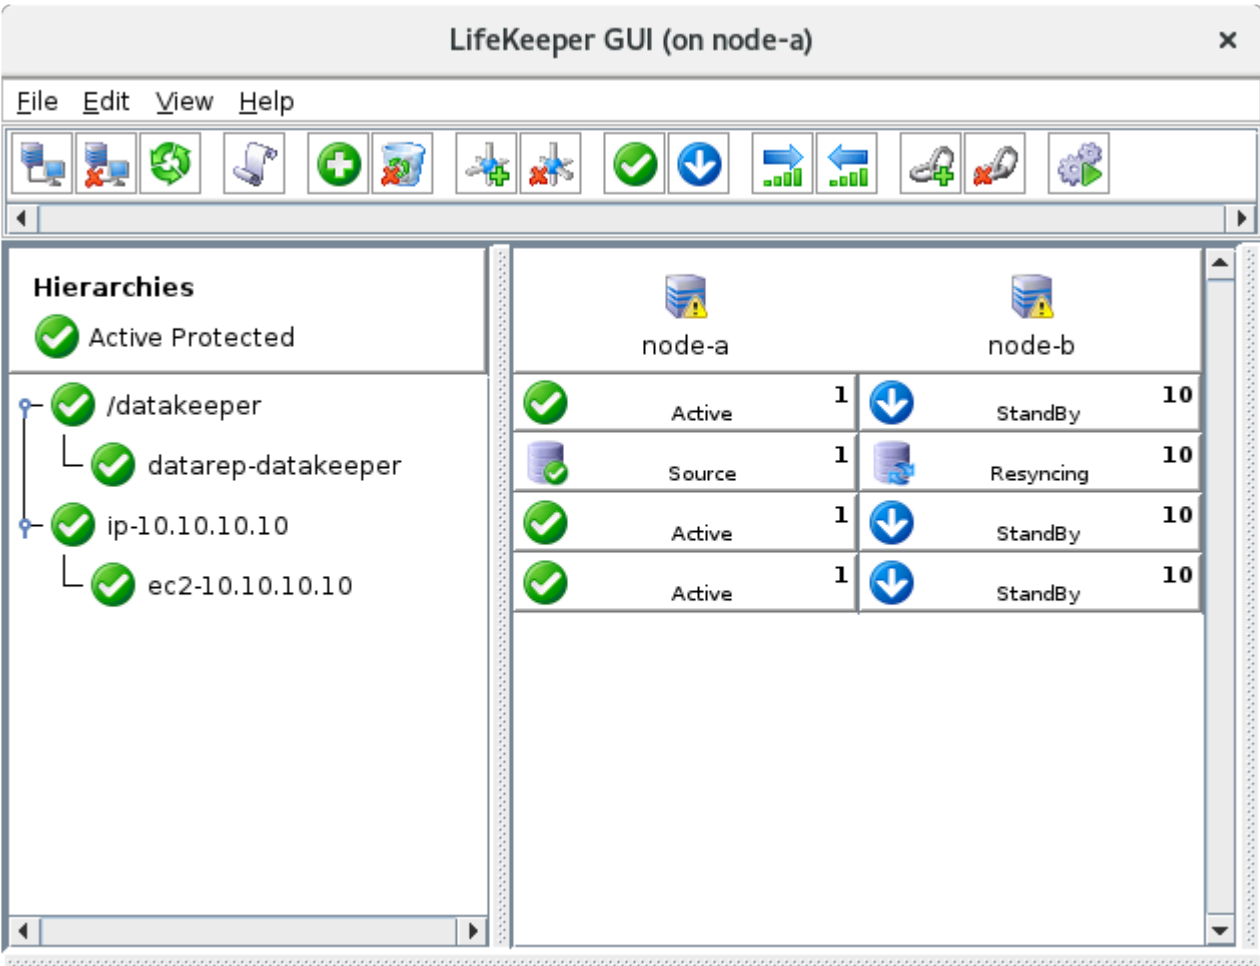 LifeKeeper GUI (on node-a)
File Edit View Help
Hierarchies
Active Protected
node-a node-b
/datakeeper Active 1 StandBy 10
datarep-datakeeper Source 1 Resyncing 10
ip-10.10.10.10 Active 1 StandBy 10
ec2-10.10.10.10 Active 1 StandBy 10